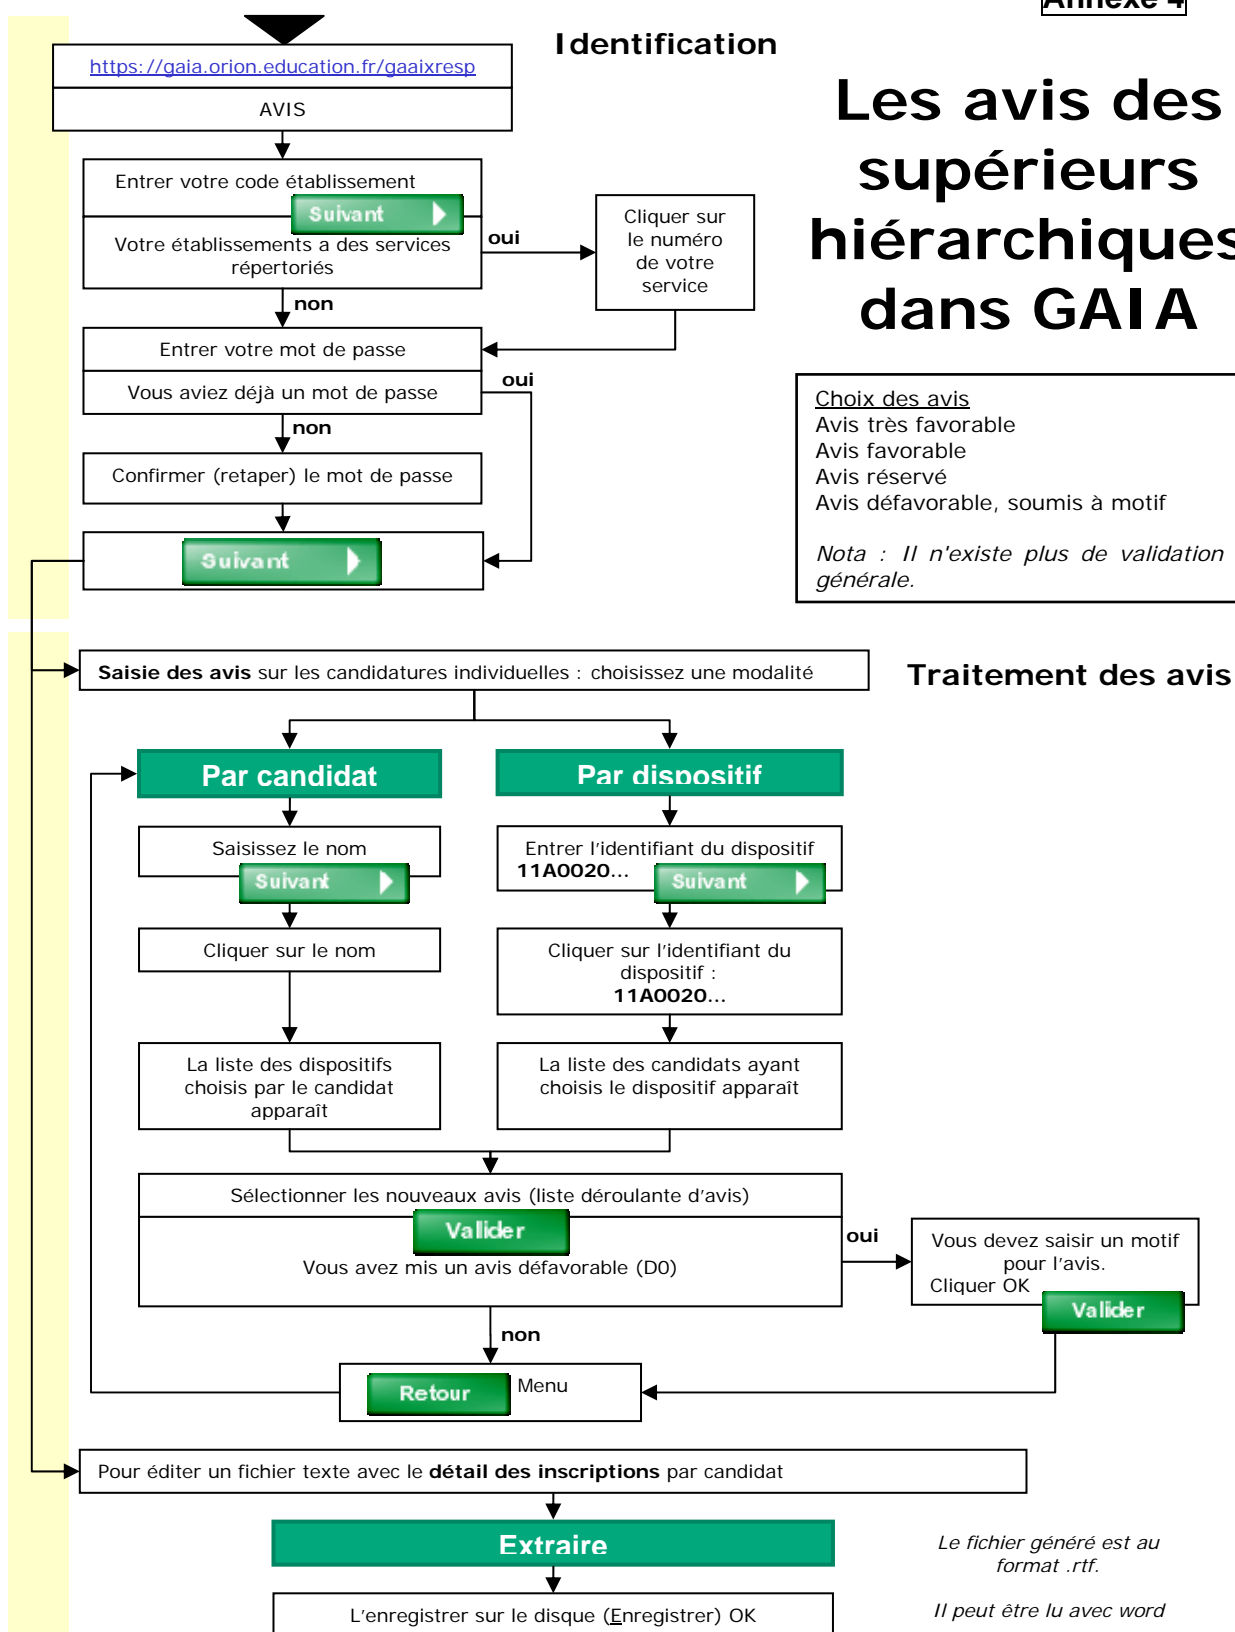 Annexe 4
Identification
https://gaia.orion.education.fr/gaaixresp
AVIS
Les avis des
supérieurs
hiérarchiques
dans GAIA
Entrer votre code établissement
Suivant
Votre établissements a des services
répertoriés
oui
Cliquer sur
le numéro
de votre
service
non
Entrer votre mot de passe
Vous aviez déjà un mot de passe
oui
non
Confirmer (retaper) le mot de passe
Suivant
Choix des avis
Avis très favorable
Avis favorable
Avis réservé
Avis défavorable, soumis à motif
Nota : Il n'existe plus de validation
générale.
Saisie des avis sur les candidatures individuelles : choisissez une modalité
Traitement des avis
Par candidat
Saisissez le nom
Suivant
Cliquer sur le nom
La liste des dispositifs
choisis par le candidat
apparaît
Par dispositif
Entrer l'identifiant du dispositif
11A0020...
Suivant
Cliquer sur l'identifiant du
dispositif :
11A0020...
La liste des candidats ayant
choisis le dispositif apparaît
Sélectionner les nouveaux avis (liste déroulante d'avis)
Valider
Vous avez mis un avis défavorable (D0)
oui
Vous devez saisir un motif
pour l'avis.
Cliquer OK
Valider
non
Retour Menu
Pour éditer un fichier texte avec le détail des inscriptions par candidat
Extraire
L'enregistrer sur le disque (Enregistrer) OK
Le fichier généré est au
format .rtf.
Il peut être lu avec word